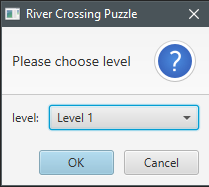 River Crossing Puzzle
Please choose level
?
level: Level 1
OK Cancel